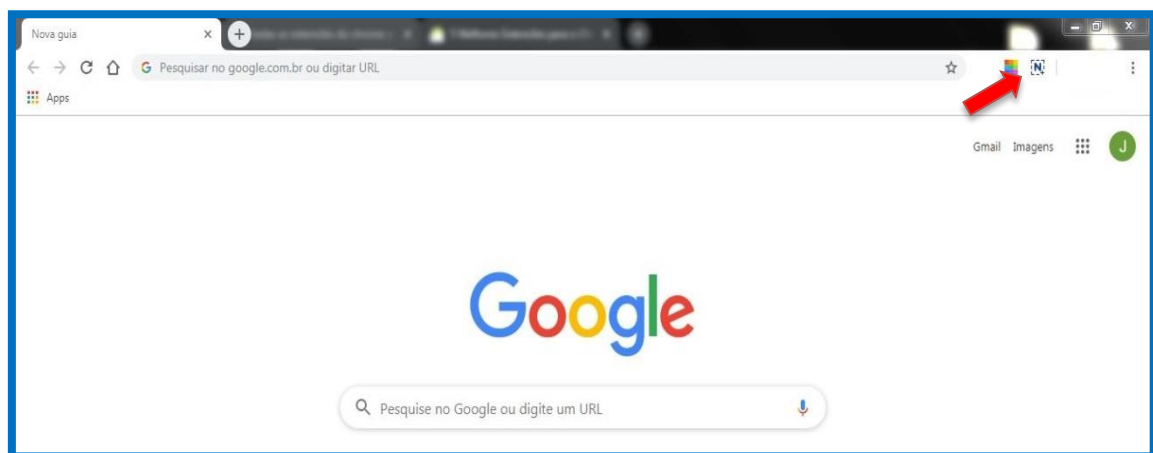 Nova guia
G Pesquisar no google.com.br ou digitar URL
N
Apps
Gmail Imagens J
Google
Pesquise no Google ou digite um URL